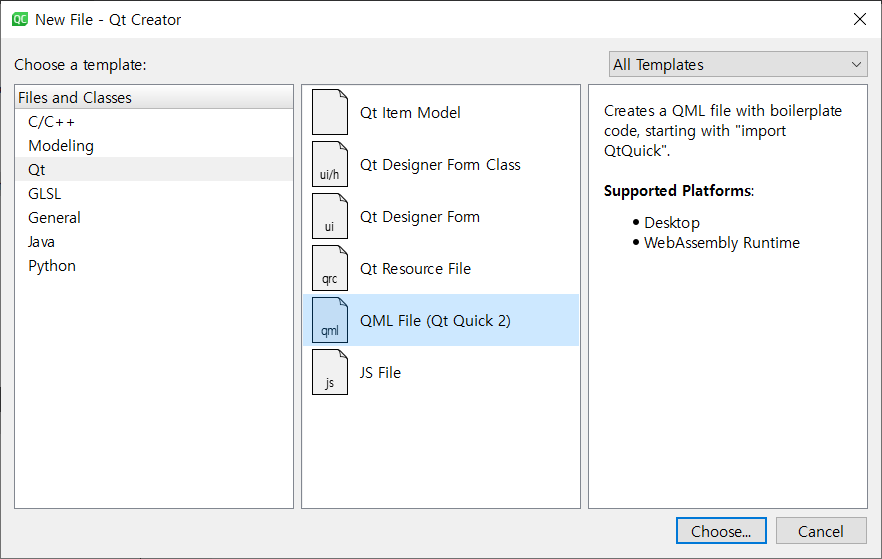 QC New File - Qt Creator
Choose a template:
All Templates
Files and Classes
C/C++
Modeling
Qt
GLSL
General
Java
Python
Qt Item Model
ui/h Qt Designer Form Class
ui Qt Designer Form
qrc Qt Resource File
qml QML File (Qt Quick 2)
js JS File
Creates a QML file with boilerplate
code, starting with "import
QtQuick".
Supported Platforms:
• Desktop
• WebAssembly Runtime
Choose...
Cancel